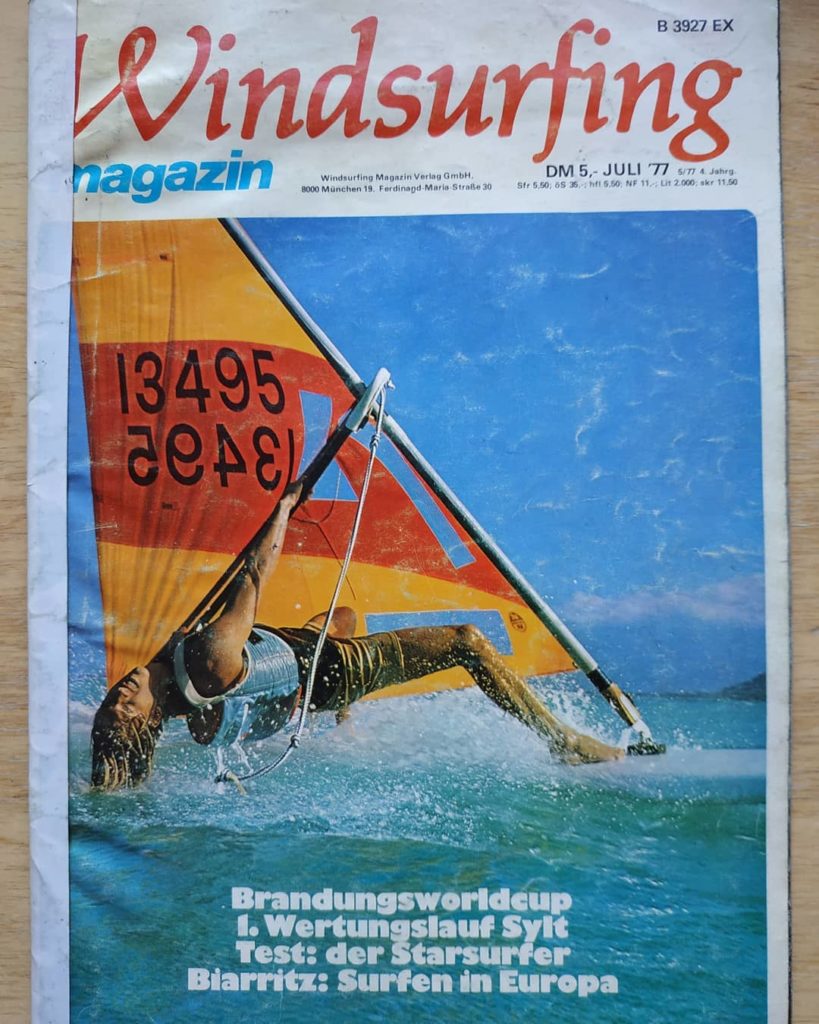 B 3927 EX
Windsurfing
magazin
Windsurfing Magazin Verlag GmbH.
8000 München 19. Ferdinagd-Maria-Straße 30
DM 5,- JULI '77 5/77 4. Jahrg.
Sfr 5,50; öS 35,-; hfl 5,50; NF 11,-; Lit 2.000; skr 11,50
13495
13495
Brandungsworldcup
1. Wertungslauf Sylt
Test: der Starsurfer
Biarritz: Surfen in Europa